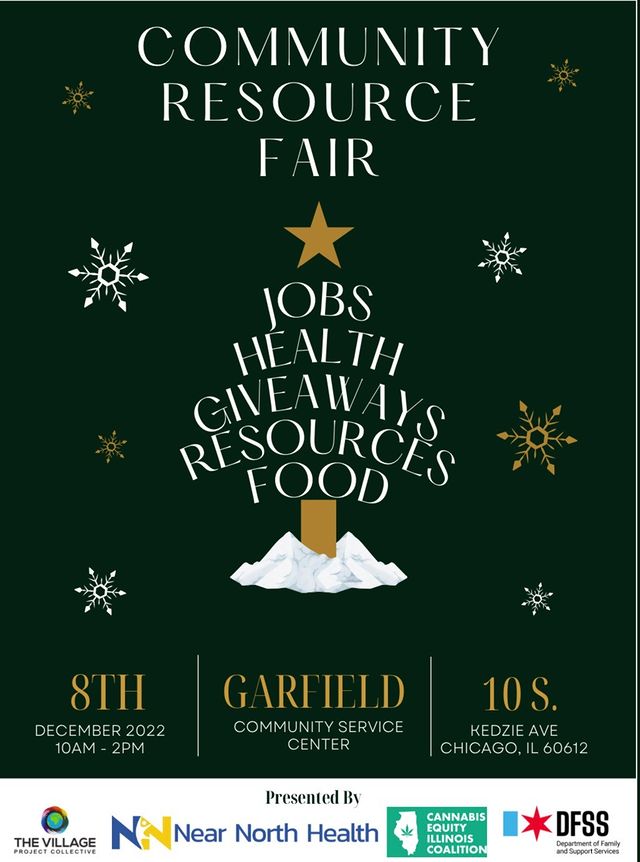 COMMUNITY
RESOURCE
FAIR
JOBS
HEALTH
GIVEAWAYS
RESOURCES
FOOD
8TH
DECEMBER 2022
10AM - 2PM
GARFIELD
COMMUNITY SERVICE
CENTER
10 S.
KEDZIE AVE
CHICAGO, IL 60612
Presented By
THE VILLAGE
PROJECT COLLECTIVE
NN Near North Health
CANNABIS
EQUITY
ILLINOIS
COALITION
DFSS
Department of Family
and Support Services